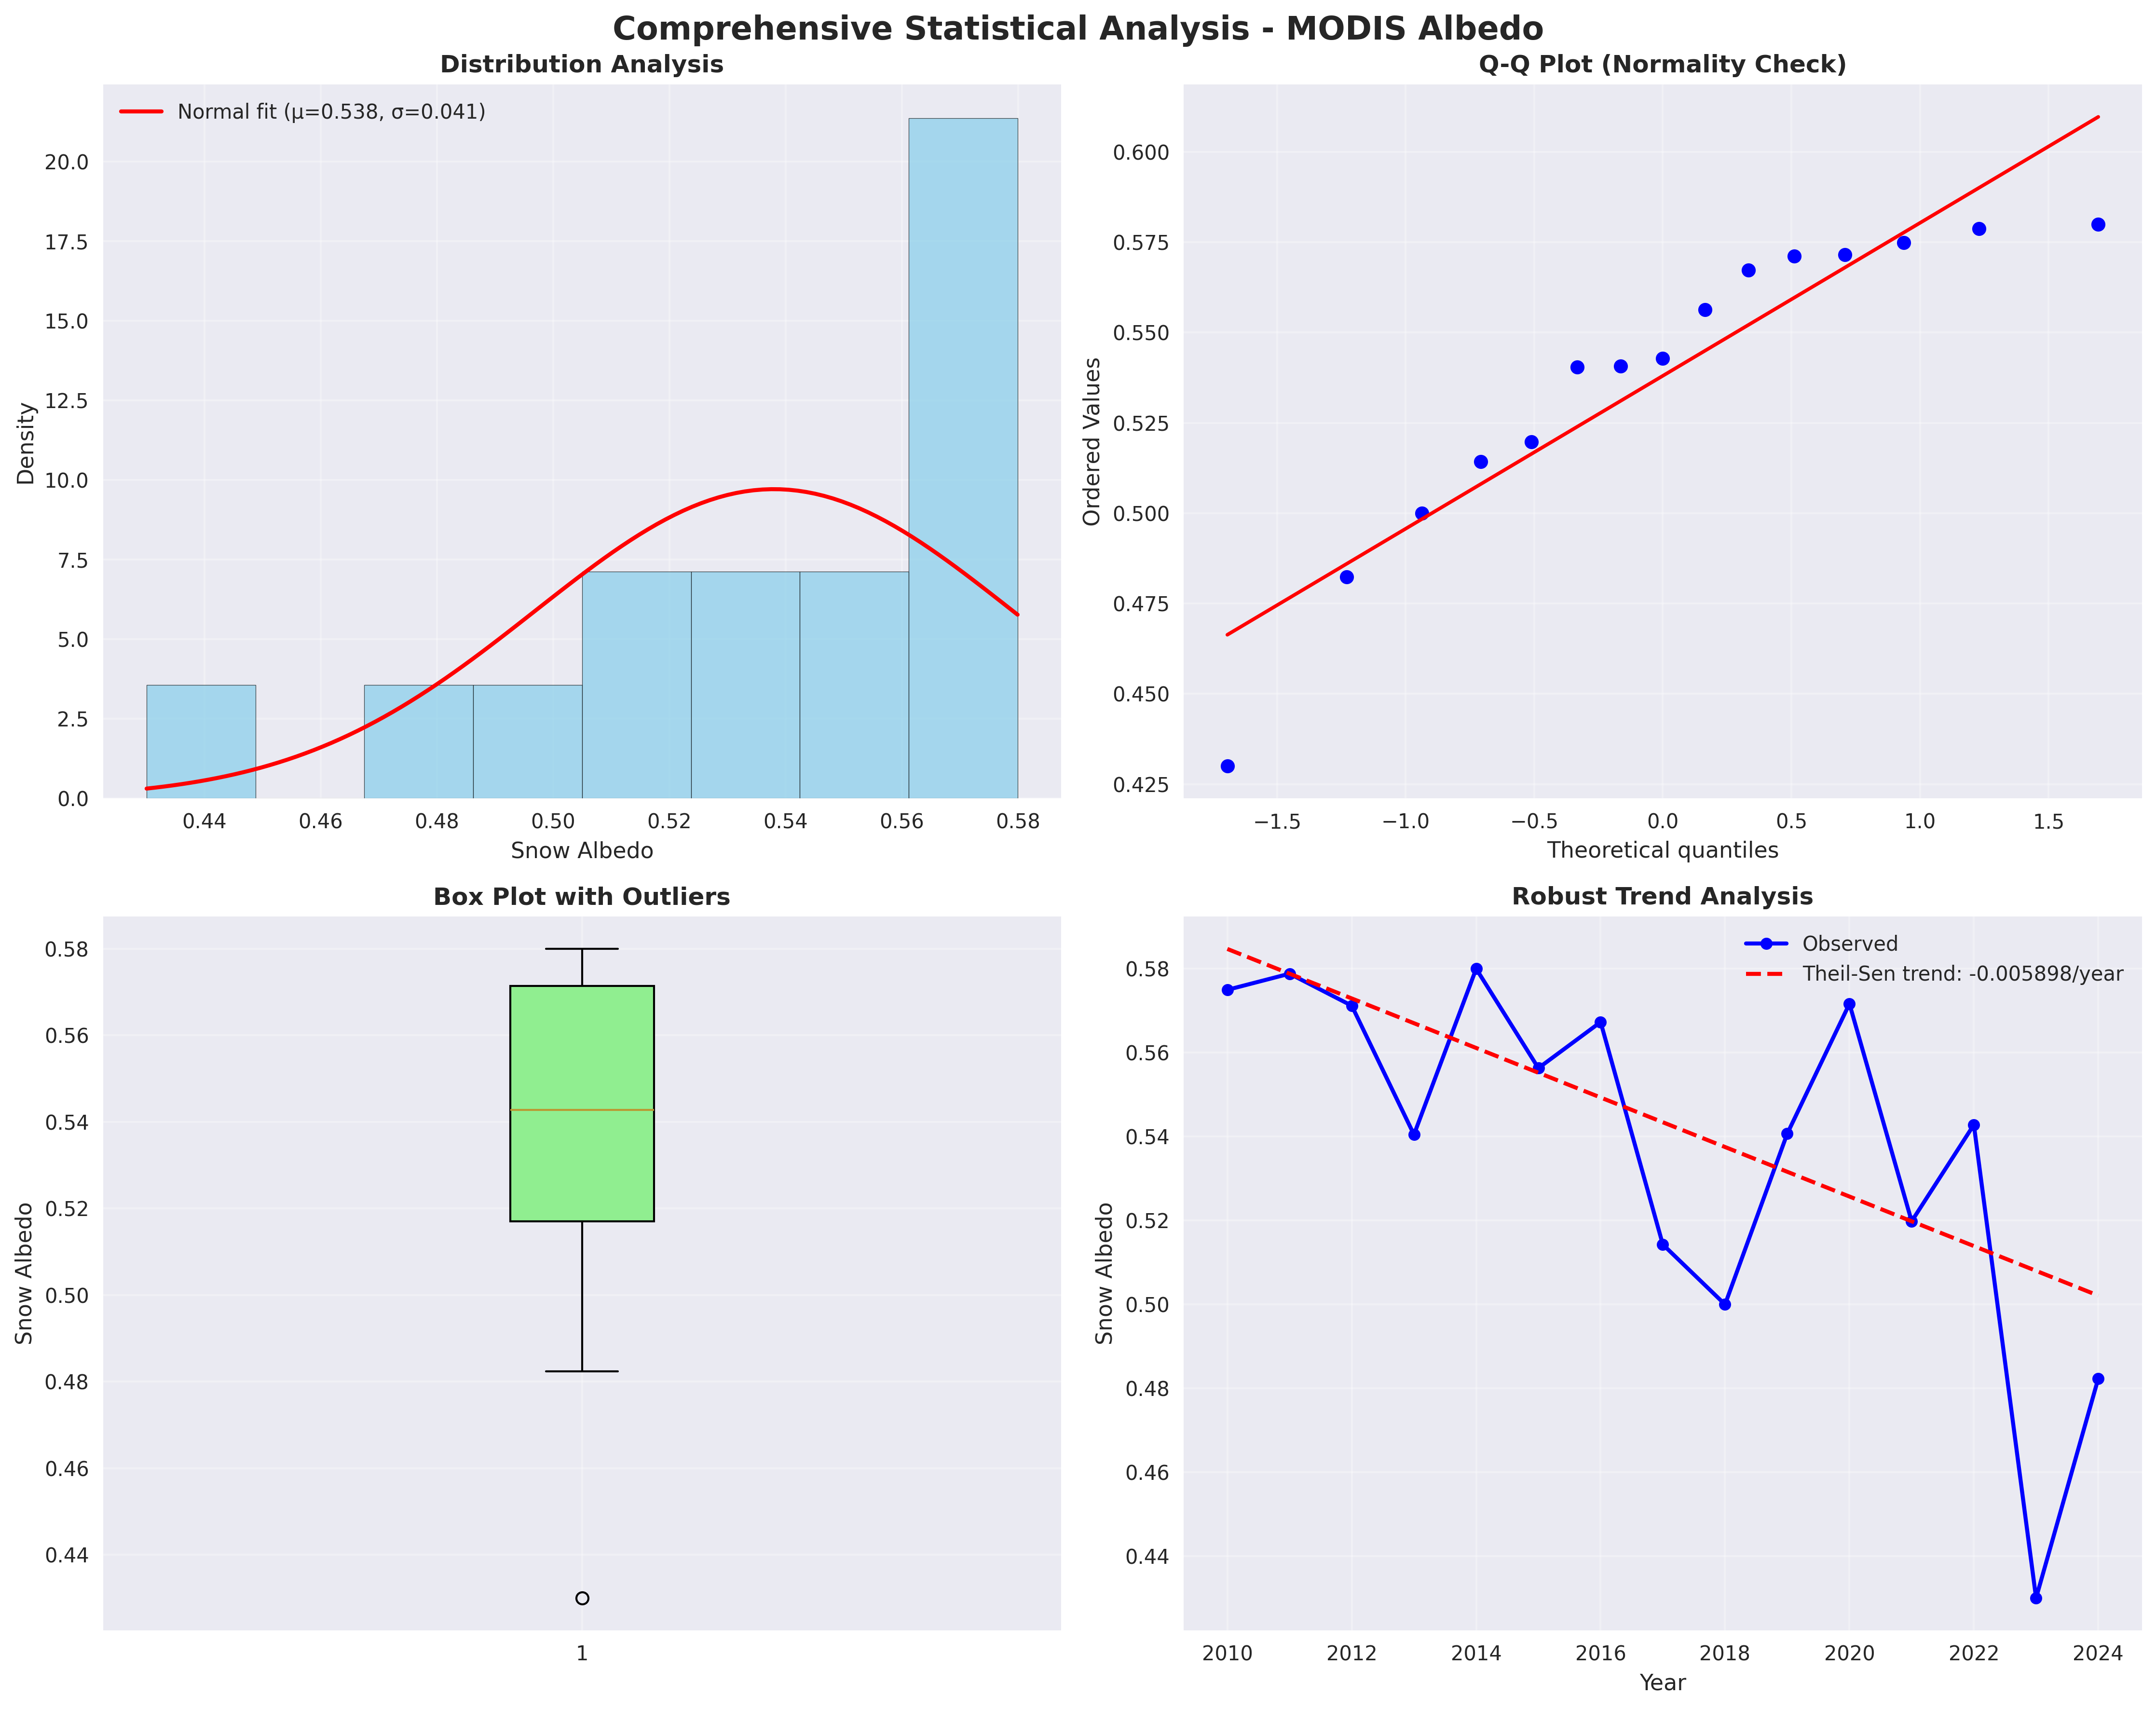 Comprehensive Statistical Analysis - MODIS Albedo
Distribution Analysis
Normal fit (μ=0.538, σ=0.041)
Density
20.0
17.5
15.0
12.5
10.0
7.5
5.0
2.5
0.0
0.44 0.46 0.48 0.50 0.52 0.54 0.56 0.58
Snow Albedo
Q-Q Plot (Normality Check)
Ordered Values
0.600
0.575
0.550
0.525
0.500
0.475
0.450
0.425
−1.5 −1.0 −0.5 0.0 0.5 1.0 1.5
Theoretical quantiles
Box Plot with Outliers
Snow Albedo
0.58
0.56
0.54
0.52
0.50
0.48
0.46
0.44
1
Robust Trend Analysis
Observed
Theil-Sen trend: -0.005898/year
Snow Albedo
0.58
0.56
0.54
0.52
0.50
0.48
0.46
0.44
2010 2012 2014 2016 2018 2020 2022 2024
Year